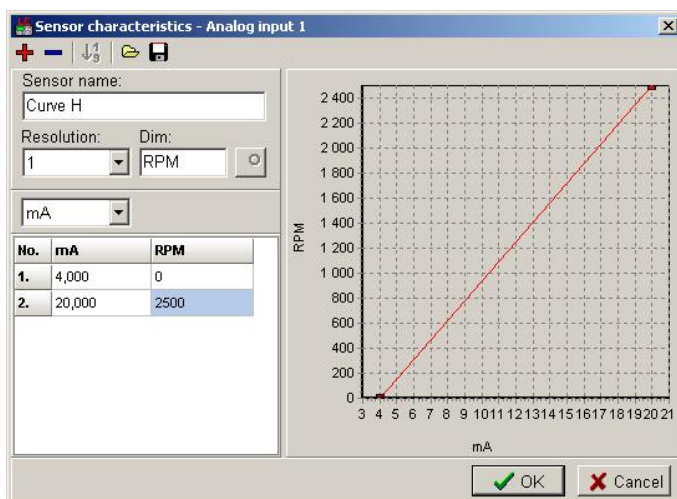 Sensor characteristics - Analog input 1
Sensor name:
Curve H
Resolution: Dim:
1 RPM
mA
No. mA RPM
1. 4,000 0
2. 20,000 2500
2 400
2 200
2 000
1 800
1 600
1 400
1 200
1 000
800
600
400
200
0
RPM
3 4 5 6 7 8 9 10 11 12 13 14 15 16 17 18 19 20 21
mA
OK Cancel